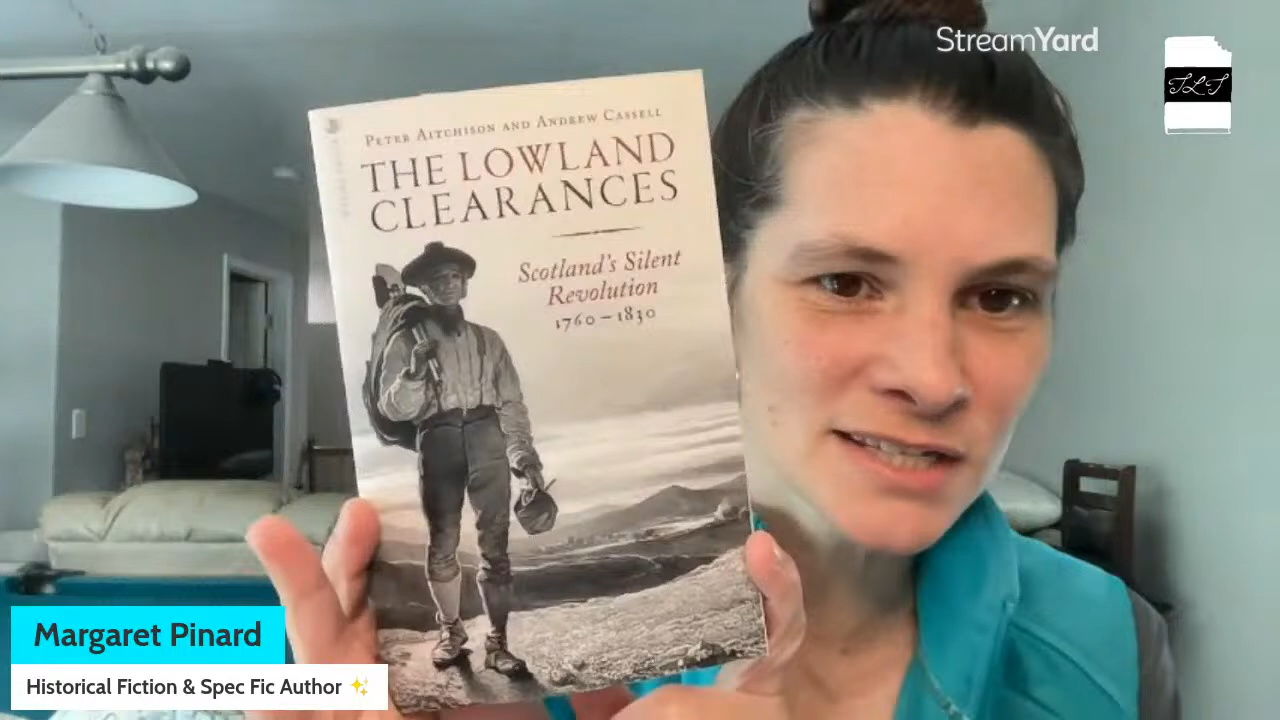 StreamYard
TLT
PETER AITCHISON AND ANDREW CASSELL
THE LOWLAND
CLEARANCES
Scotland's Silent
Revolution
1760–1830
Margaret Pinard
Historical Fiction & Spec Fic Author ✨